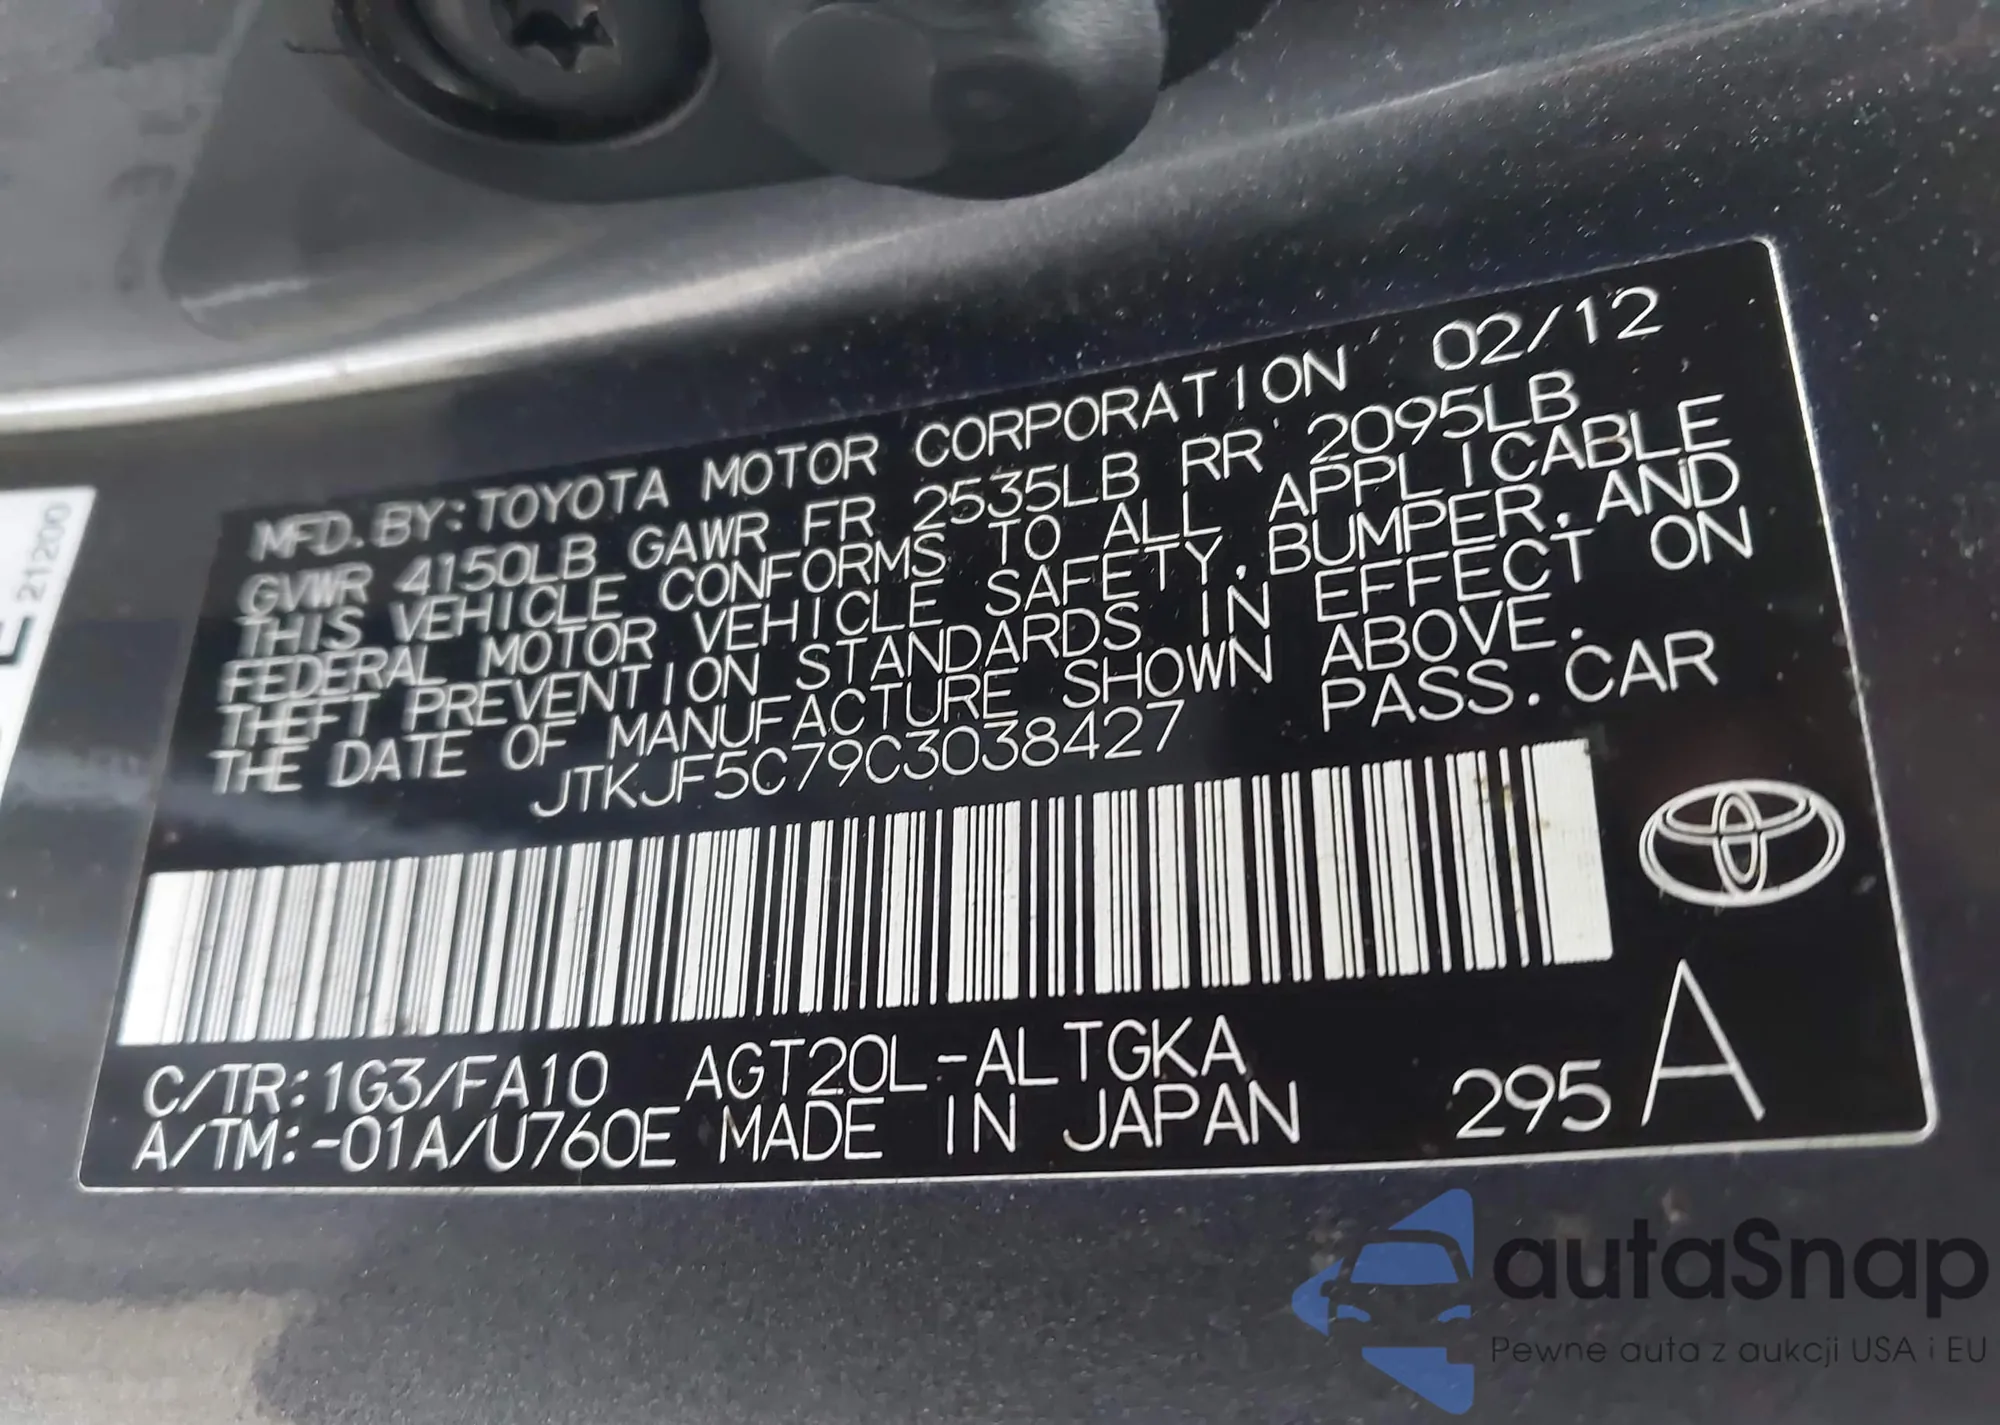 MFD. BY: TOYOTA MOTOR CORPORATION 02/12
GVWR 4150LB GAWR FR 2535LB RR 2095LB
THIS VEHICLE CONFORMS TO ALL APPLICABLE
FEDERAL MOTOR VEHICLE SAFETY, BUMPER, AND
THEFT PREVENTION STANDARDS IN EFFECT ON
THE DATE OF MANUFACTURE SHOWN ABOVE.
JTKJF5C79C3038427 PASS. CAR
C/TR: 1G3/FA10 AGT20L-ALTGKA
A/TM: -01A/U760E MADE IN JAPAN 295 A
21200
autaSnap
Pewne auta z aukcji USA i EU